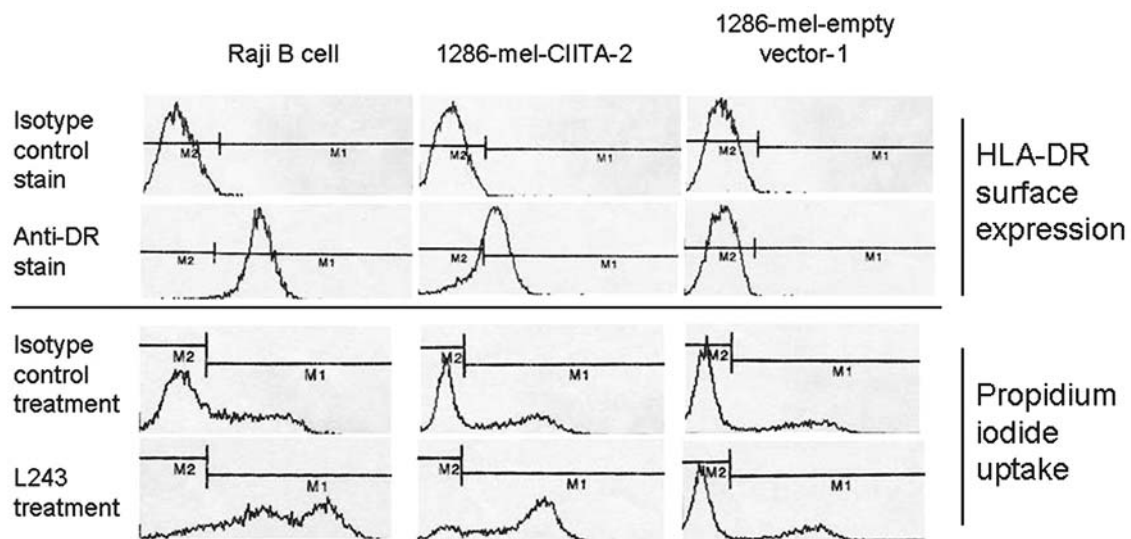 Raji B cell
1286-mel-CIITA-2
1286-mel-empty
vector-1
Isotype
control
stain
M2
M1
M2
M1
M2
M1
HLA-DR
surface
expression
Anti-DR
stain
M2
M1
M2
M1
M2
M1
Isotype
control
treatment
M2
M1
M2
M1
M2
M1
Propidium
iodide
uptake
L243
treatment
M2
M1
M2
M1
M2
M1